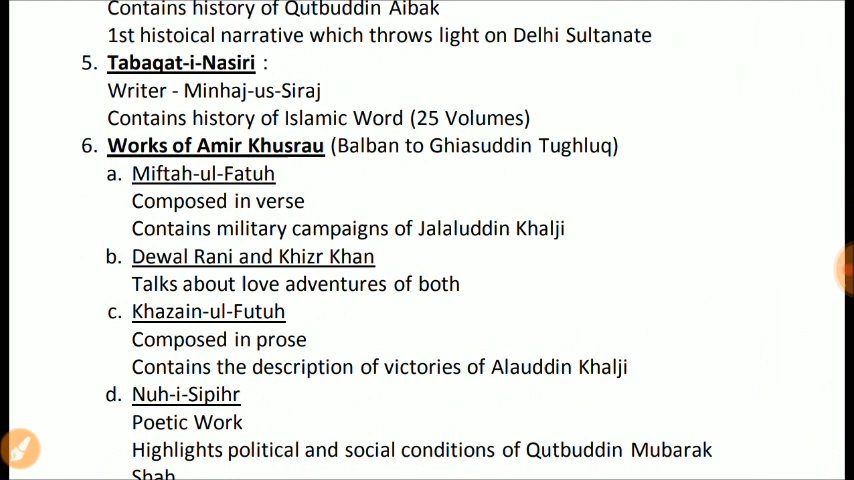 Contains history of Qutbuddin Aibak
1st histoical narrative which throws light on Delhi Sultanate
5. Tabaqat-i-Nasiri :
Writer - Minhaj-us-Siraj
Contains history of Islamic Word (25 Volumes)
6. Works of Amir Khusrau (Balban to Ghiasuddin Tughluq)
a. Miftah-ul-Fatuh
Composed in verse
Contains military campaigns of Jalaluddin Khalji
b. Dewal Rani and Khizr Khan
Talks about love adventures of both
c. Khazain-ul-Futuh
Composed in prose
Contains the description of victories of Alauddin Khalji
d. Nuh-i-Sipihr
Poetic Work
Highlights political and social conditions of Qutbuddin Mubarak
Shah